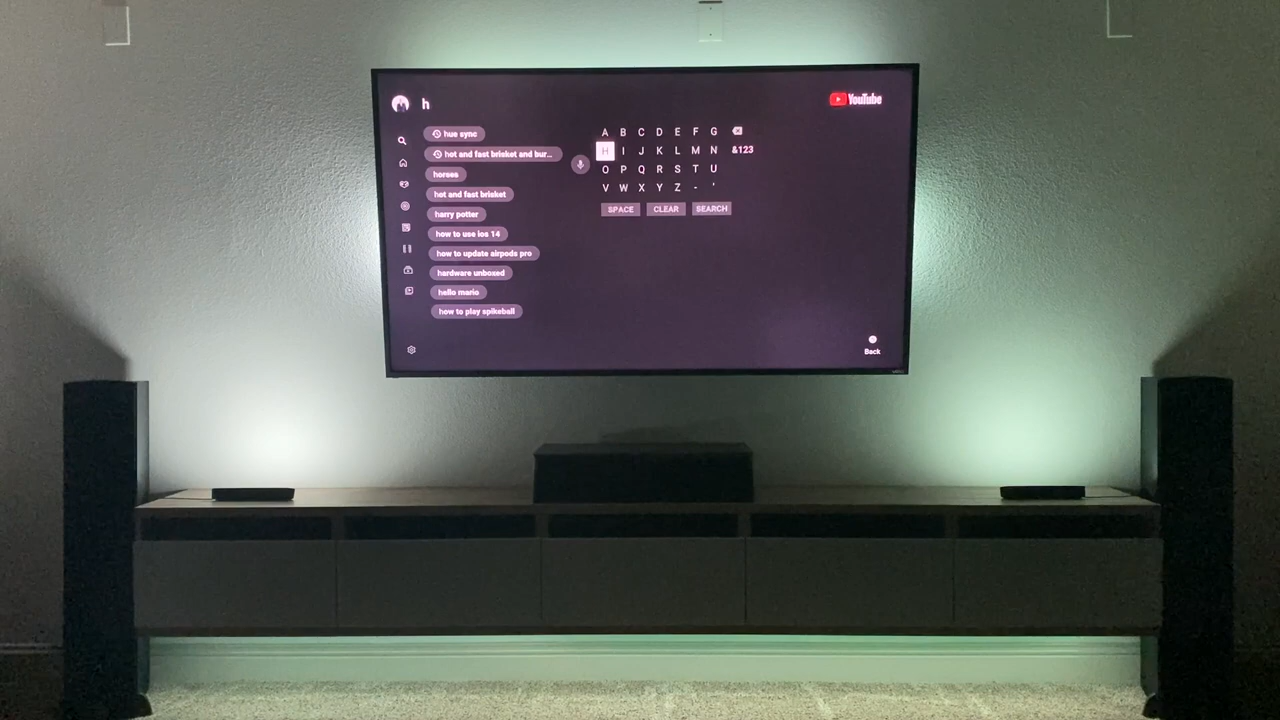 h
YouTube
hue sync
hot and fast brisket and bur...
horses
hot and fast brisket
harry potter
how to use ios 14
how to update airpods pro
hardware unboxed
hello mario
how to play spikeball
A B C D E F G
H I J K L M N &123
O P Q R S T U
V W X Y Z - '
SPACE CLEAR SEARCH
Back